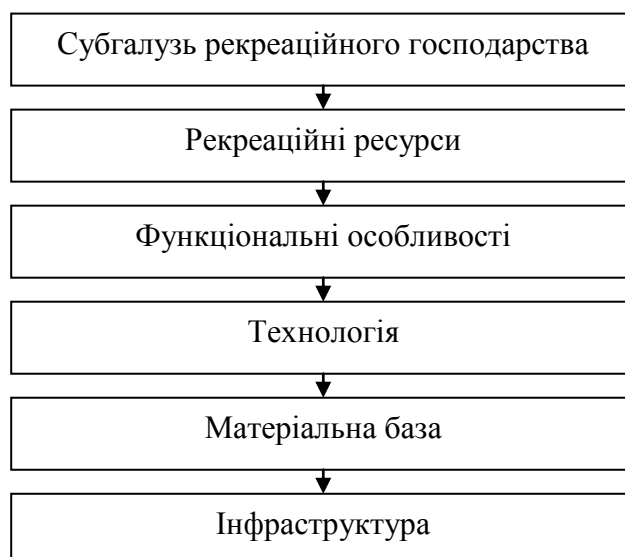 Субгалузь рекреаційного господарства
Рекреаційні ресурси
Функціональні особливості
Технологія
Матеріальна база
Інфраструктура